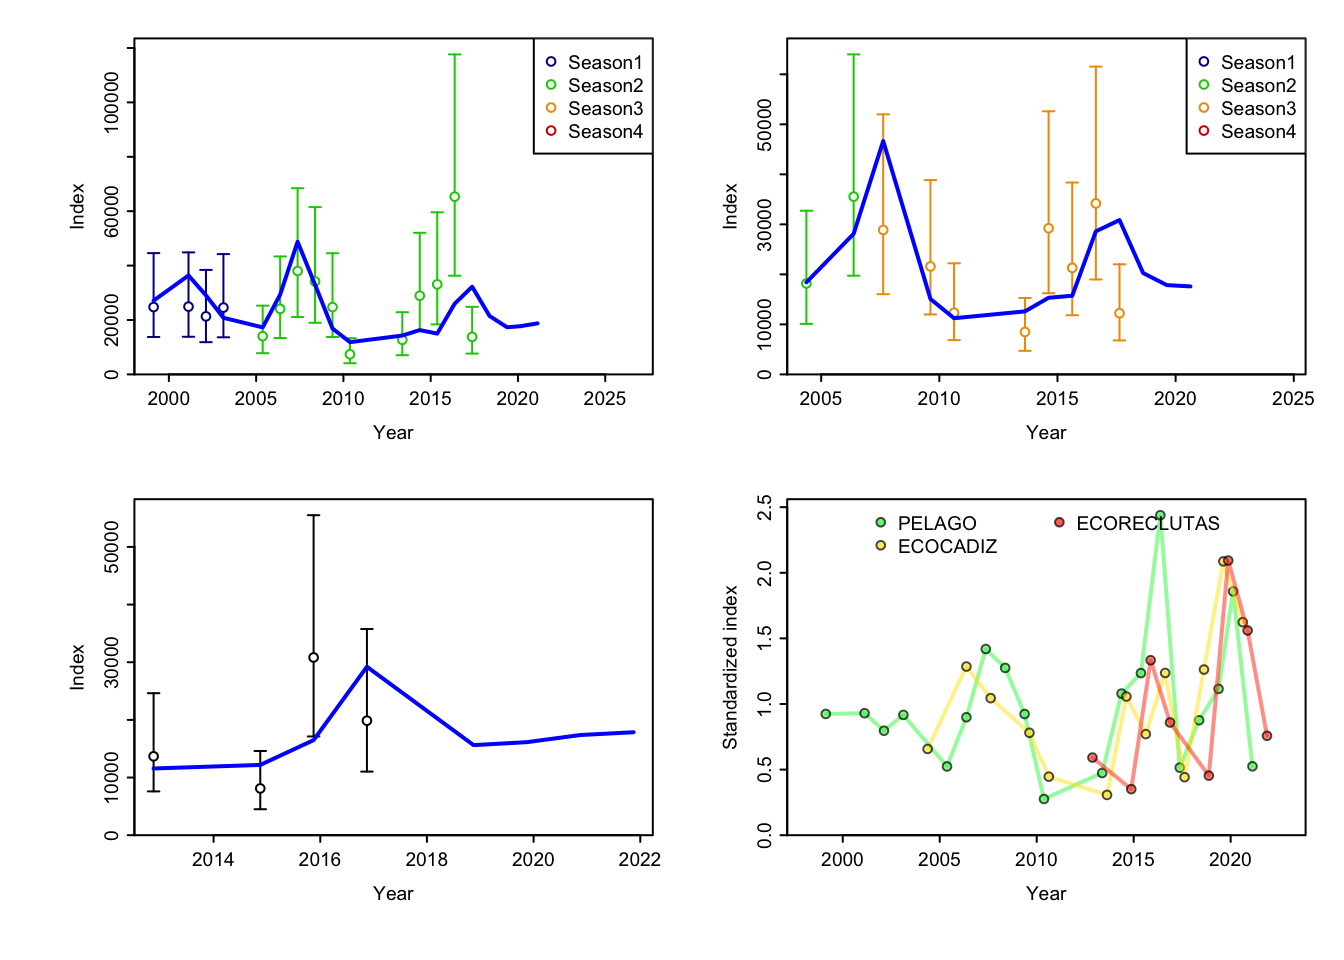 Season1
Season2
Season3
Season4
Index
0
20000
60000
100000
2000
2005
2010
2015
2020
2025
Year
Season1
Season2
Season3
Season4
Index
0
10000
30000
50000
2005
2010
2015
2020
2025
Year
Index
0
10000
30000
50000
2014
2016
2018
2020
2022
Year
PELAGO
ECOCADIZ
ECORECLUTAS
Standardized index
0.0
0.5
1.0
1.5
2.0
2.5
2000
2005
2010
2015
2020
Year